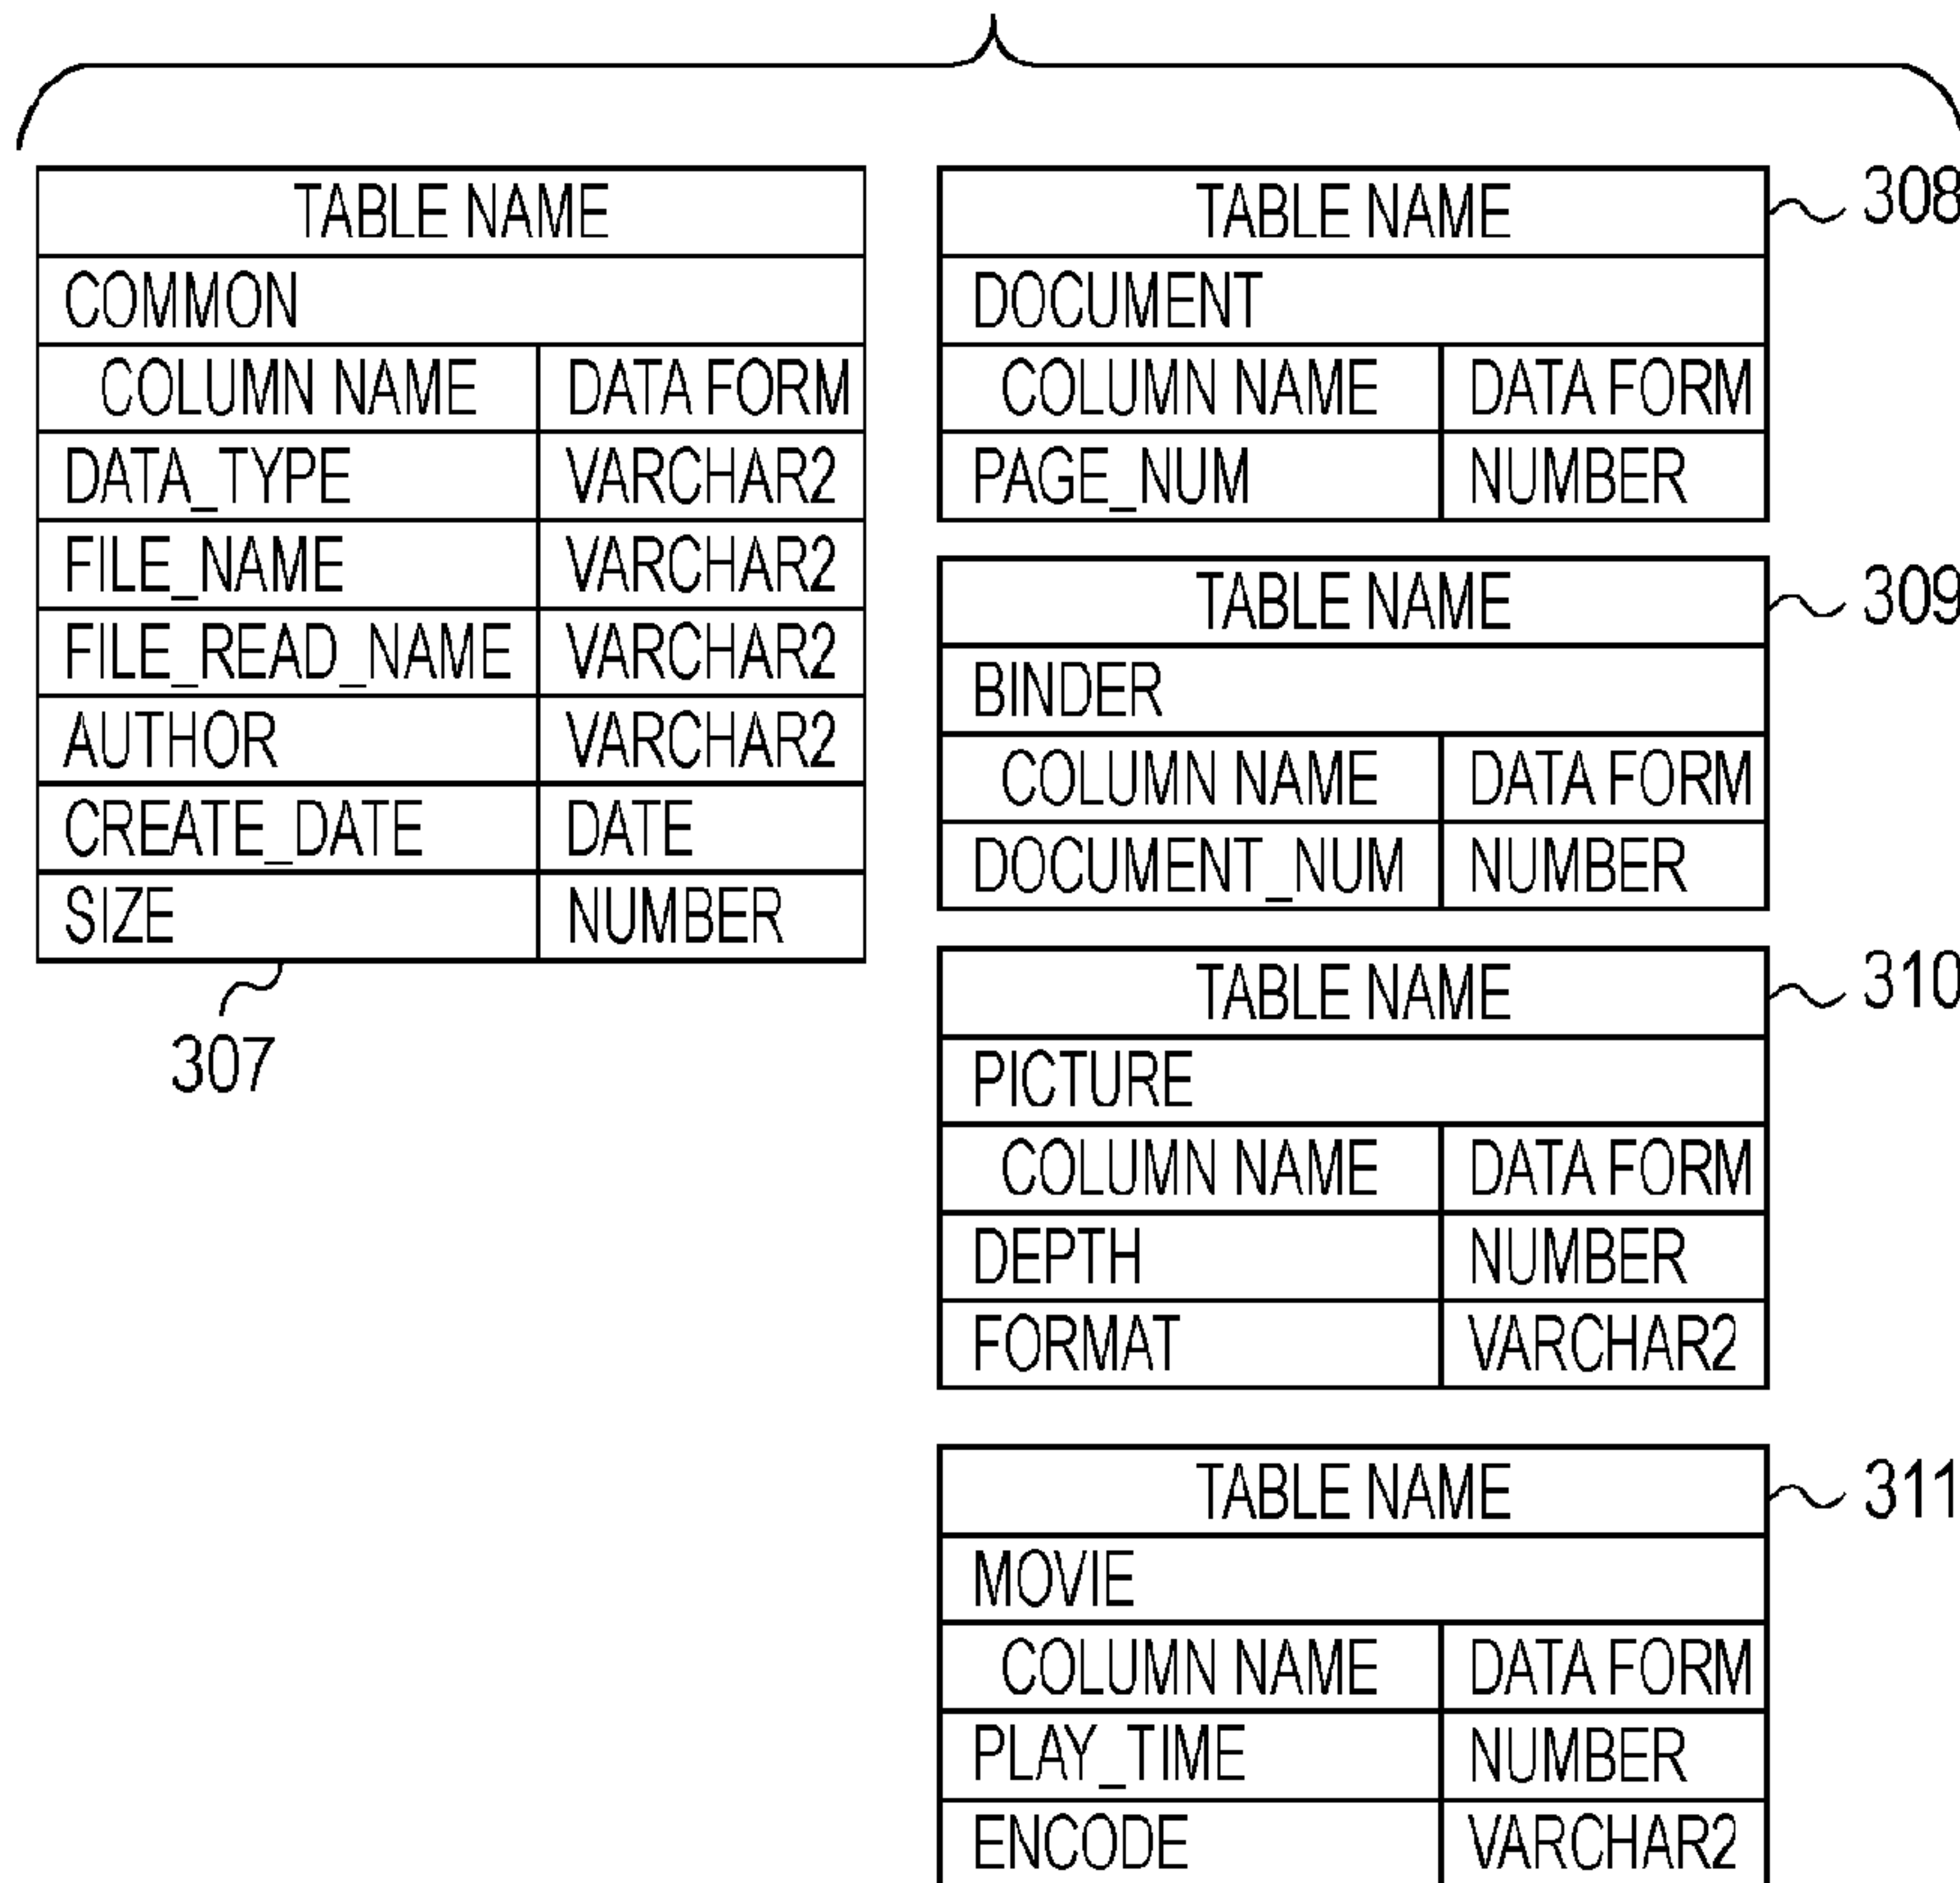 TABLE NAME
COMMON
COLUMN NAME DATA FORM
DATA_TYPE VARCHAR2
FILE_NAME VARCHAR2
FILE_READ_NAME VARCHAR2
AUTHOR VARCHAR2
CREATE_DATE DATE
SIZE NUMBER
307
TABLE NAME 308
DOCUMENT
COLUMN NAME DATA FORM
PAGE_NUM NUMBER
TABLE NAME 309
BINDER
COLUMN NAME DATA FORM
DOCUMENT_NUM NUMBER
TABLE NAME 310
PICTURE
COLUMN NAME DATA FORM
DEPTH NUMBER
FORMAT VARCHAR2
TABLE NAME 311
MOVIE
COLUMN NAME DATA FORM
PLAY_TIME NUMBER
ENCODE VARCHAR2